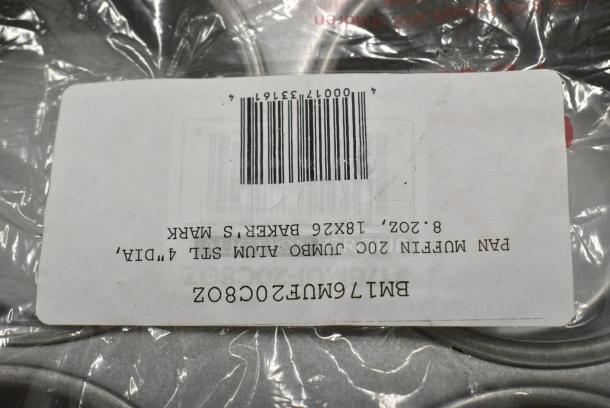 BM176MUF20C8OZ
PAN MUFFIN 20C JUMBO ALUM STL 4"DIA,
8.2OZ, 18X26 BAKER'S MARK
4 00017 33161 4